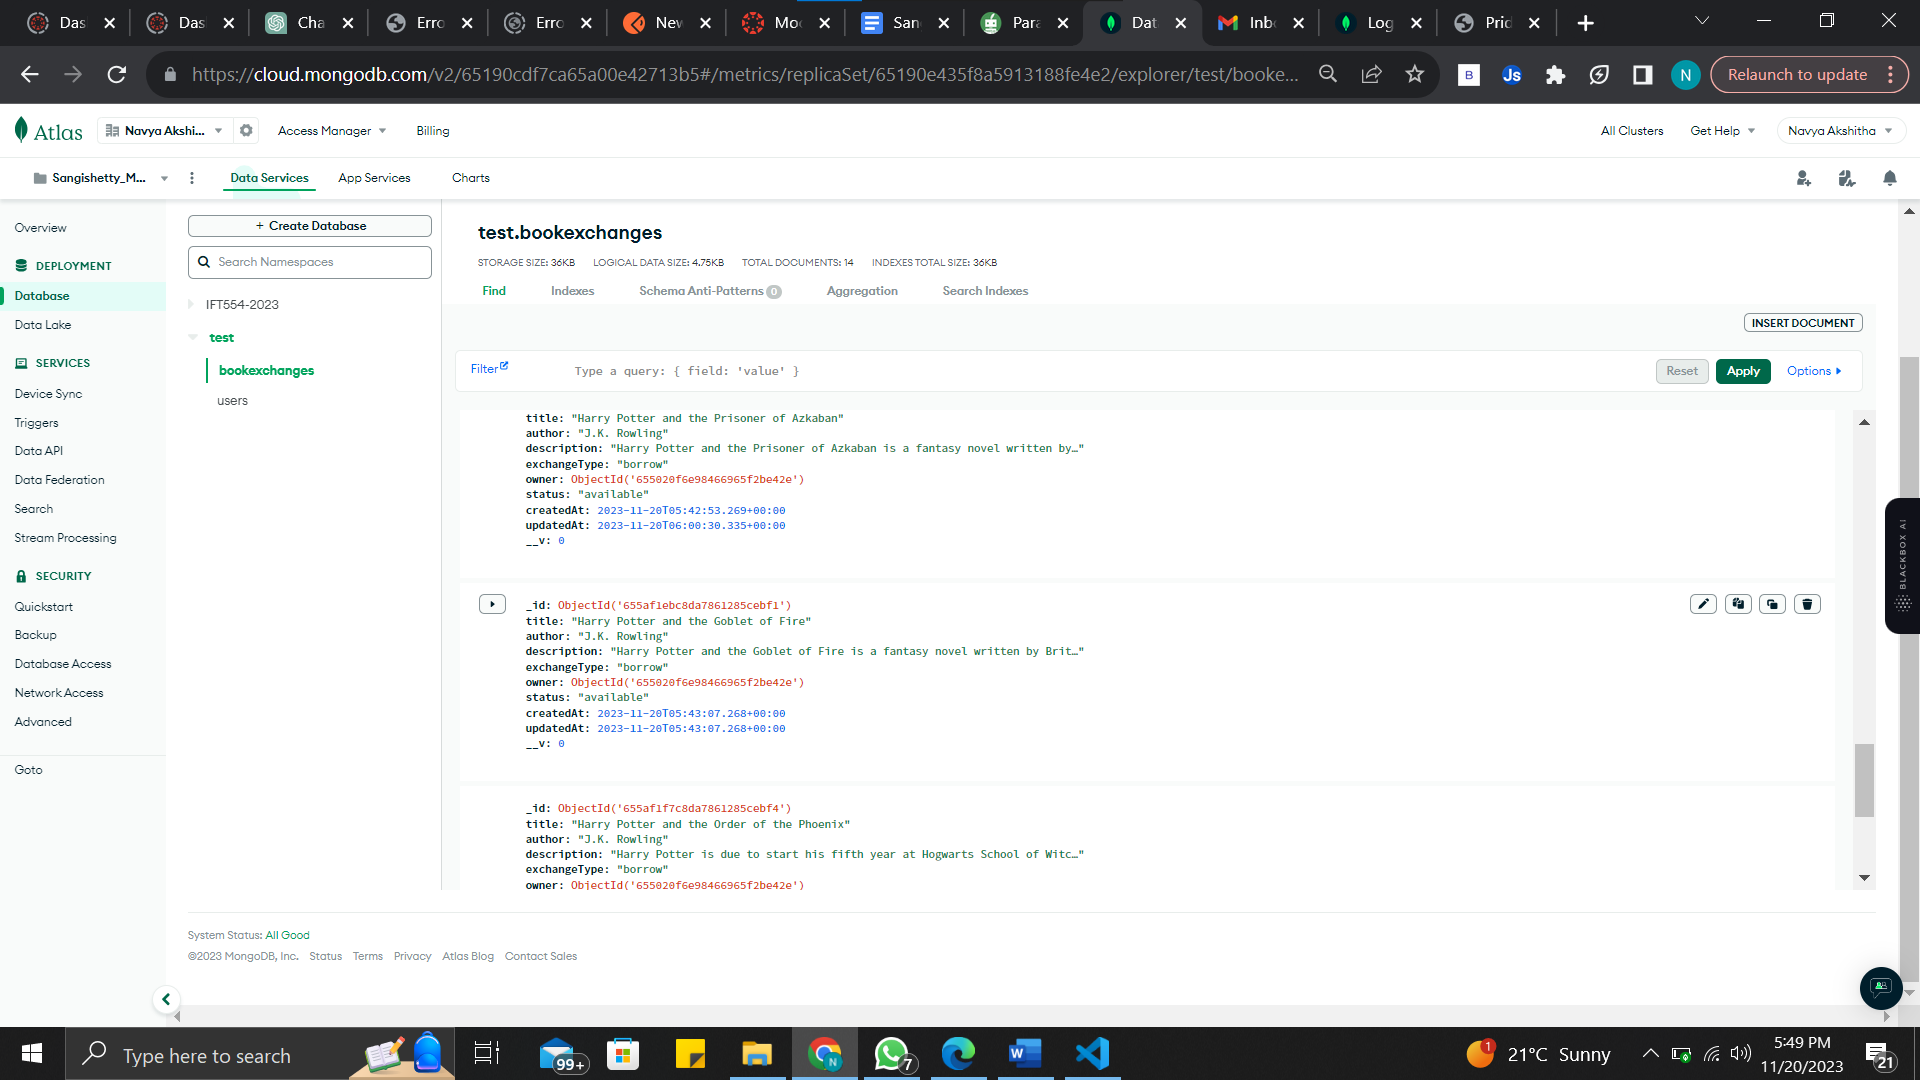 Das
Das
Cha
Erro
Erro
Nev
Moc
San
Para
Dat
Inbo
Log
Prid
https://cloud.mongodb.com/v2/65190cdf7ca65a00e42713b5#/metrics/replicaSet/65190e435f8a5913188fe4e2/explorer/test/booke...
B
Js
N
Relaunch to update
Atlas
Navya Akshi...
Access Manager
Billing
All Clusters
Get Help
Navya Akshitha
Sangishetty_M...
Data Services
App Services
Charts
Overview
DEPLOYMENT
Database
Data Lake
SERVICES
Device Sync
Triggers
Data API
Data Federation
Search
Stream Processing
SECURITY
Quickstart
Backup
Database Access
Network Access
Advanced
Goto
+ Create Database
Search Namespaces
IFT554-2023
test
bookexchanges
users
test.bookexchanges
STORAGE SIZE: 36KB LOGICAL DATA SIZE: 4.75KB TOTAL DOCUMENTS: 14 INDEXES TOTAL SIZE: 36KB
Find Indexes Schema Anti-Patterns 0 Aggregation Search Indexes
INSERT DOCUMENT
Filter
Type a query: { field: 'value' }
Reset
Apply
Options
title: "Harry Potter and the Prisoner of Azkaban"
author: "J.K. Rowling"
description: "Harry Potter and the Prisoner of Azkaban is a fantasy novel written by…"
exchangeType: "borrow"
owner: ObjectId('655020f6e98466965f2be42e')
status: "available"
createdAt: 2023-11-20T05:42:53.269+00:00
updatedAt: 2023-11-20T06:00:30.335+00:00
__v: 0
_id: ObjectId('655af1ebc8da7861285cebf1')
title: "Harry Potter and the Goblet of Fire"
author: "J.K. Rowling"
description: "Harry Potter and the Goblet of Fire is a fantasy novel written by Brit…"
exchangeType: "borrow"
owner: ObjectId('655020f6e98466965f2be42e')
status: "available"
createdAt: 2023-11-20T05:43:07.268+00:00
updatedAt: 2023-11-20T05:43:07.268+00:00
__v: 0
_id: ObjectId('655af1f7c8da7861285cebf4')
title: "Harry Potter and the Order of the Phoenix"
author: "J.K. Rowling"
description: "Harry Potter is due to start his fifth year at Hogwarts School of Witc…"
exchangeType: "borrow"
owner: ObjectId('655020f6e98466965f2be42e')
BLACKBOX AI
System Status: All Good
©2023 MongoDB, Inc. Status Terms Privacy Atlas Blog Contact Sales
Type here to search
99+
N
7
W
1
21°C Sunny
5:49 PM
11/20/2023
21